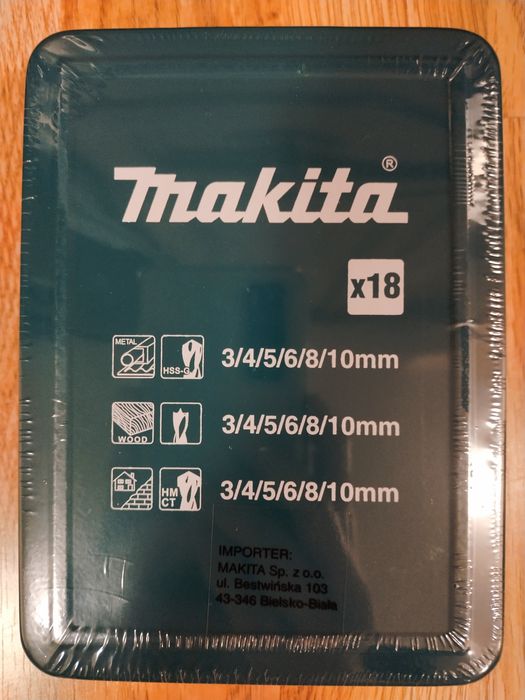 makita®
x18
METAL HSS-G 3/4/5/6/8/10mm
WOOD 3/4/5/6/8/10mm
HM CT 3/4/5/6/8/10mm
IMPORTER:
MAKITA Sp. z o.o.
ul. Bestwińska 103
43-346 Bielsko-Biała